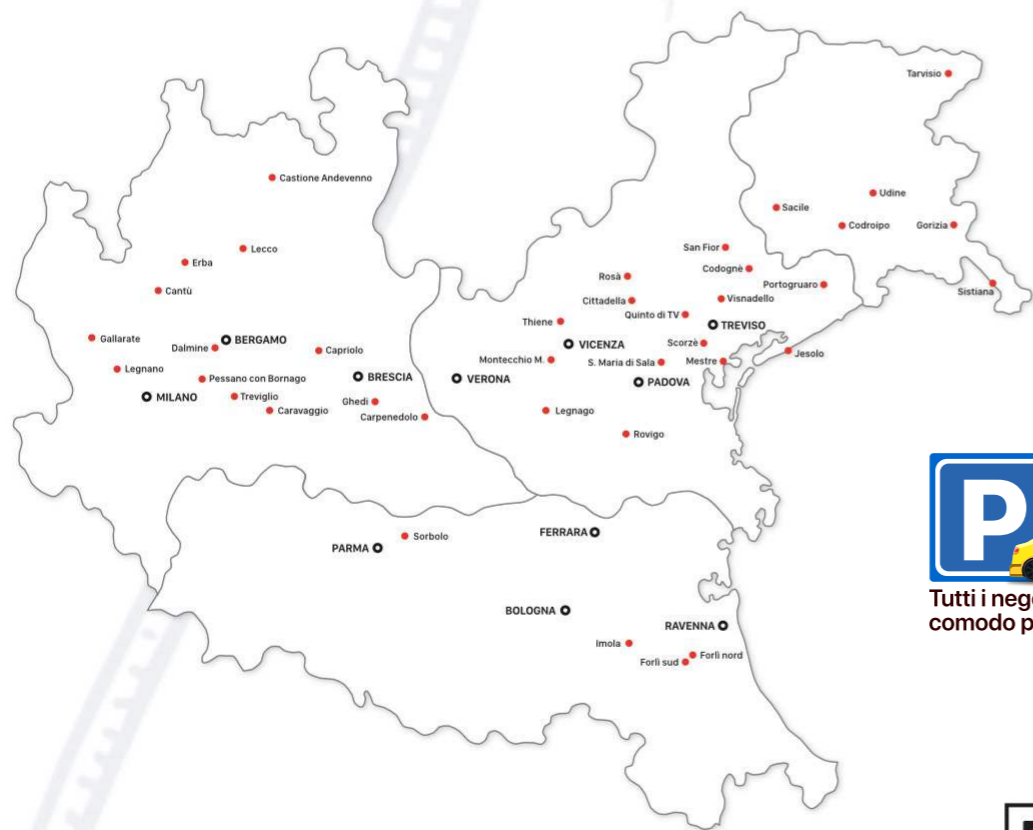 Tarvisio
Castione Andevenno
Udine
Sacile
Codroipo
Gorizia
San Fior
Lecco
Erba
Codognè
Rosà
Portogruaro
Sistiana
Cantù
Cittadella
Visnadello
Quinto di TV
Thiene
TREVISO
Gallarate
BERGAMO
Dalmine
Capriolo
VICENZA
Scorzè
Jesolo
Montecchio M.
S. Maria di Sala
Mestre
Legnano
Pessano con Bornago
BRESCIA
VERONA
PADOVA
MILANO
Treviglio
Ghedi
Caravaggio
Carpenedolo
Legnago
Rovigo
P
FERRARA
Sorbolo
PARMA
Tutti i neg
comodo p
BOLOGNA
RAVENNA
Imola
Forlì nord
Forlì sud